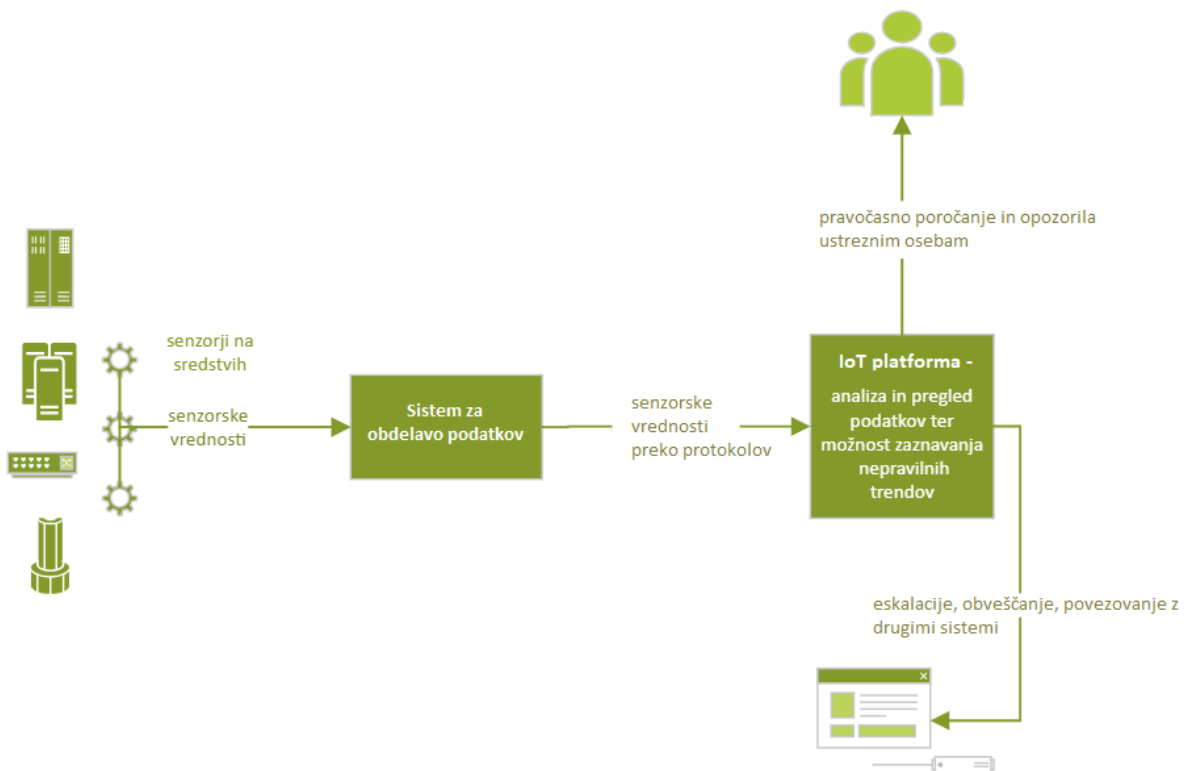 pravočasno poročanje in opozorila
ustreznim osebam
senzorji na
sredstvih
senzorske
vrednosti
Sistem za
obdelavo podatkov
senzorske
vrednosti
preko protokolov
IoT platforma -
analiza in pregled
podatkov ter
možnost zaznavanja
nepravilnih
trendov
eskalacije, obveščanje, povezovanje z
drugimi sistemi